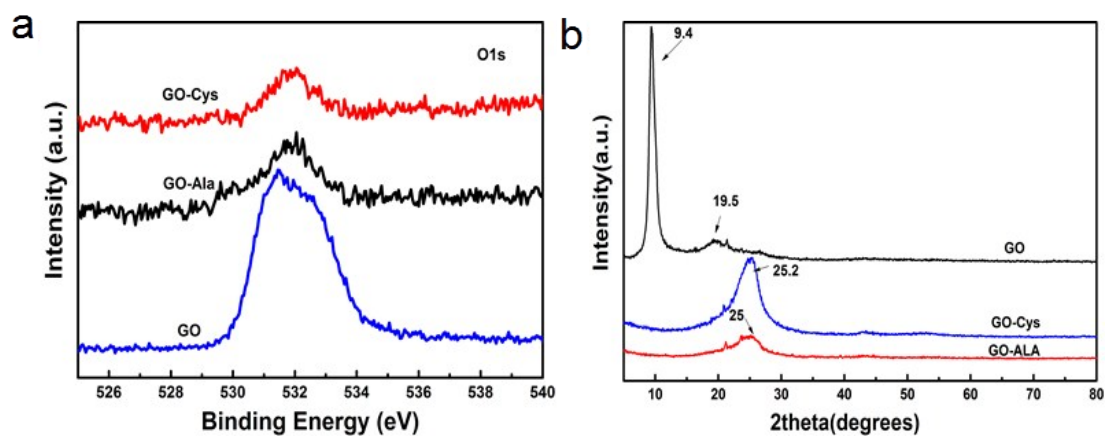 a
O1s
GO-Cys
GO-Ala
GO
Intensity (a.u.)
526 528 530 532 534 536 538 540
Binding Energy (eV)
b
9.4
19.5
GO
25.2
25
GO-Cys
GO-ALA
Intensity(a.u.)
10 20 30 40 50 60 70 80
2theta(degrees)